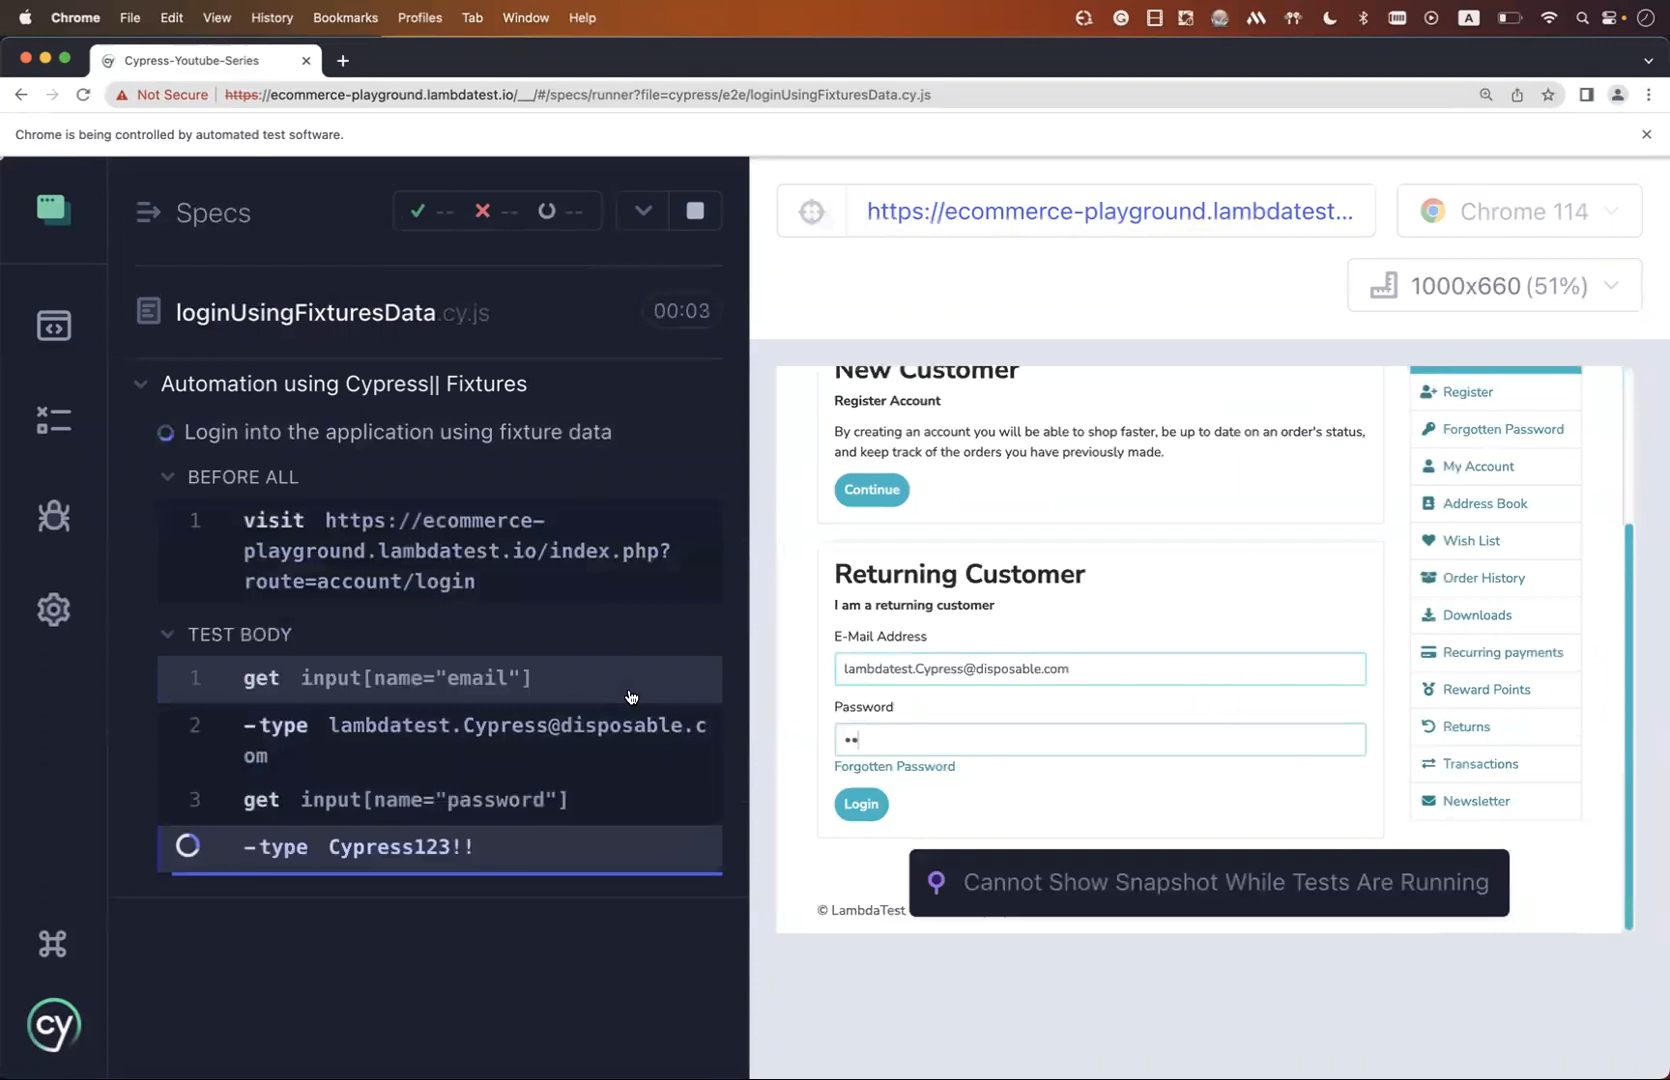 Chrome File Edit View History Bookmarks Profiles Tab Window Help
A
cy Cypress-Youtube-Series
Not Secure https://ecommerce-playground.lambdatest.io/__/#/specs/runner?file=cypress/e2e/loginUsingFixturesData.cy.js
Chrome is being controlled by automated test software.
Specs
-- -- --
https://ecommerce-playground.lambdatest...
Chrome 114
1000x660 (51%)
loginUsingFixturesData.cy.js 00:03
Automation using Cypress|| Fixtures
Login into the application using fixture data
BEFORE ALL
1 visit https://ecommerce-
playground.lambdatest.io/index.php?
route=account/login
TEST BODY
1 get input[name="email"]
2 -type lambdatest.Cypress@disposable.c
om
3 get input[name="password"]
-type Cypress123!!
cy
New Customer
Register Account
By creating an account you will be able to shop faster, be up to date on an order's status,
and keep track of the orders you have previously made.
Continue
Returning Customer
I am a returning customer
E-Mail Address
lambdatest.Cypress@disposable.com
Password
••
Forgotten Password
Login
Register
Forgotten Password
My Account
Address Book
Wish List
Order History
Downloads
Recurring payments
Reward Points
Returns
Transactions
Newsletter
Cannot Show Snapshot While Tests Are Running
© LambdaTest